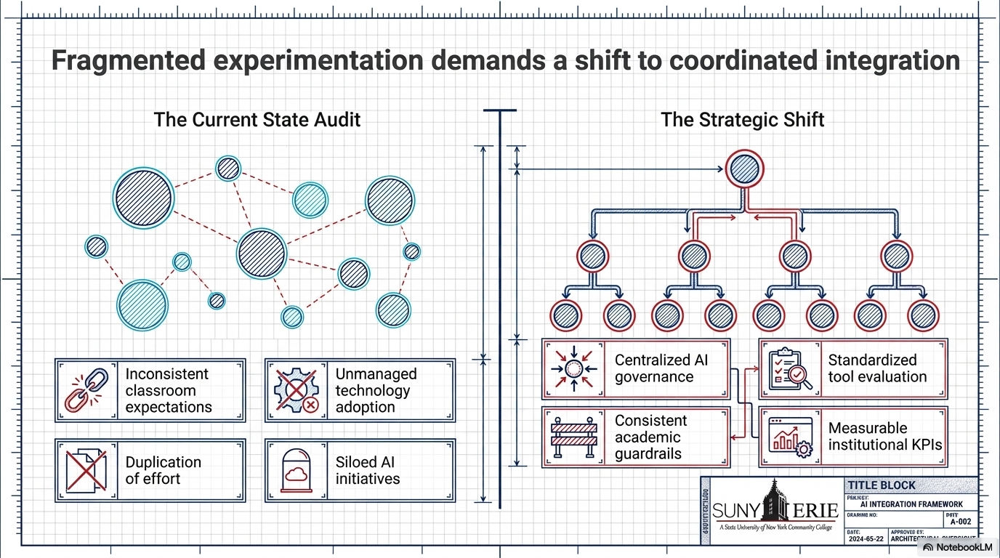 Fragmented experimentation demands a shift to coordinated integration
The Current State Audit
Inconsistent
classroom
expectations
Unmanaged
technology
adoption
Duplication
of effort
Siloed AI
initiatives
The Strategic Shift
Centralized AI
governance
Standardized
tool evaluation
Consistent
academic
guardrails
Measurable
institutional KPIs
SUNY ERIE
A State University of New York Community College
TITLE BLOCK
AI INTEGRATION FRAMEWORK
NO:
A-002
DATE:
2024-65-22
APPROVED BY:
NotebookLM